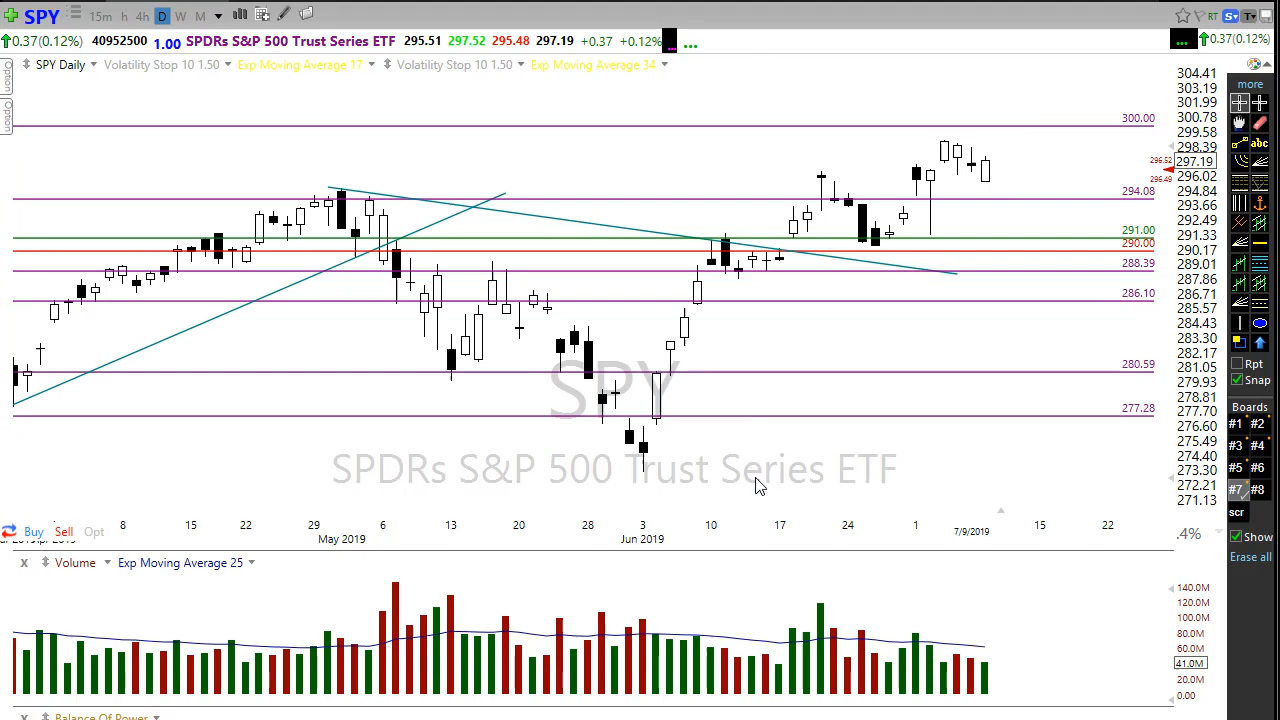 SPY 15m h 4h D W M RT S T
0.37(0.12%) 40952500 1.00 SPDRs S&P 500 Trust Series ETF 295.51 297.52 295.48 297.19 +0.37 +0.12% ... ... 0.37(0.12%)
SPY Daily Volatility Stop 10 1.50 Exp Moving Average 17 Volatility Stop 10 1.50 Exp Moving Average 34
Option
Option
300.00
294.08
291.00
290.00
288.39
286.10
280.59
277.28
SPY
SPDRs S&P 500 Trust Series ETF
304.41
303.19
301.99
300.78
299.58
298.39
296.52
297.19
296.49
296.02
294.84
293.66
292.49
291.33
290.17
289.01
287.86
286.71
285.57
284.43
283.30
282.17
281.05
279.93
278.81
277.70
276.60
275.49
274.40
273.30
272.21
271.13
more
abc
Rpt
Snap
Boards
#1 #2
#3 #4
#5 #6
#7 #8
scr
Show
Erase all
8 15 22 29 6 13 20 28 3 10 17 24 1 7/9/2019 15 22
Buy Sell Opt
May 2019 Jun 2019
.4%
x Volume Exp Moving Average 25
140.0M
120.0M
100.0M
80.0M
60.0M
41.0M
20.0M
0.00
x Balance Of Power